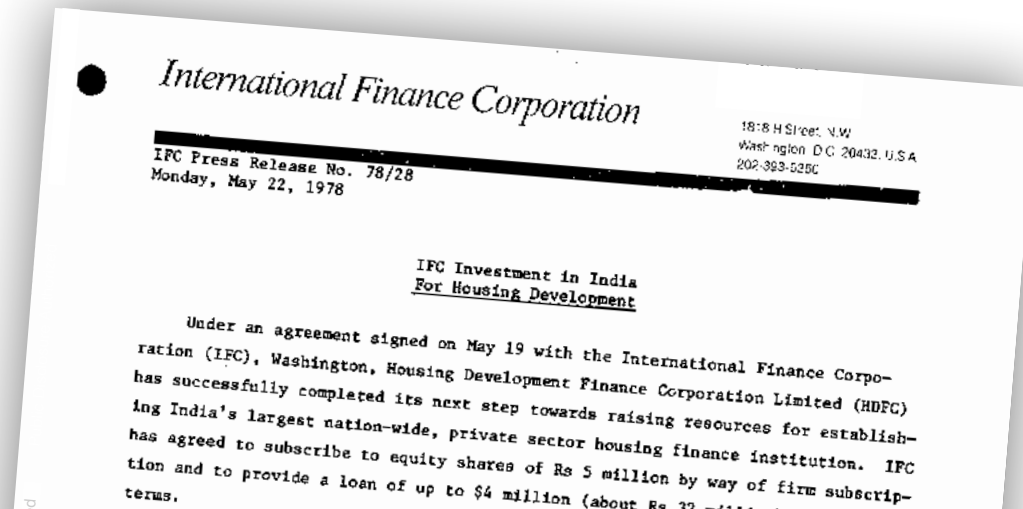 International Finance Corporation
1818 H Street, N.W.
Washington, D.C. 20433, U.S.A.
IFC Press Release No. 78/28
Monday, May 22, 1978
IFC Investment in India
For Housing Development
Under an agreement signed on May 19 with the International Finance Corpo-
ration (IFC), Washington, Housing Development Finance Corporation Limited (HDFC)
has successfully completed its next step towards raising resources for establish-
ing India's largest nation-wide, private sector housing finance institution. IFC
has agreed to subscribe to equity shares of Rs 5 million by way of firm subscrip-
tion and to provide a loan of up to $4 million (about Rs
terms.